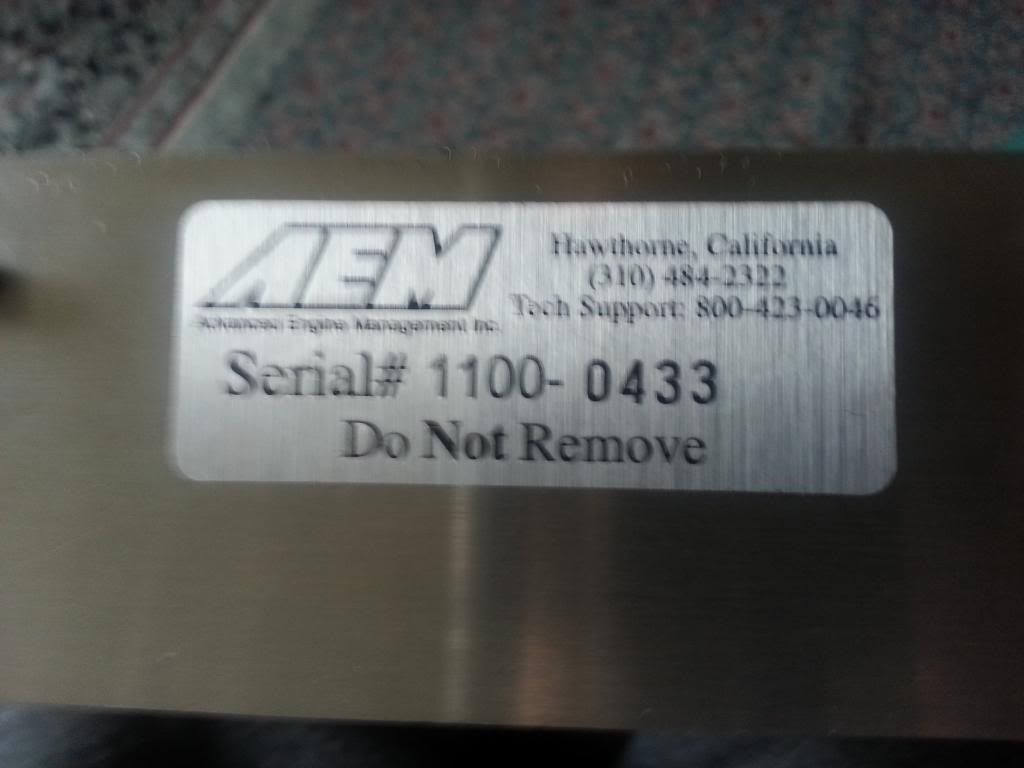 AEM
Advanced Engine Management Inc.
Hawthorne, California
(310) 484-2322
Tech Support: 800-423-0046
Serial# 1100- 0433
Do Not Remove